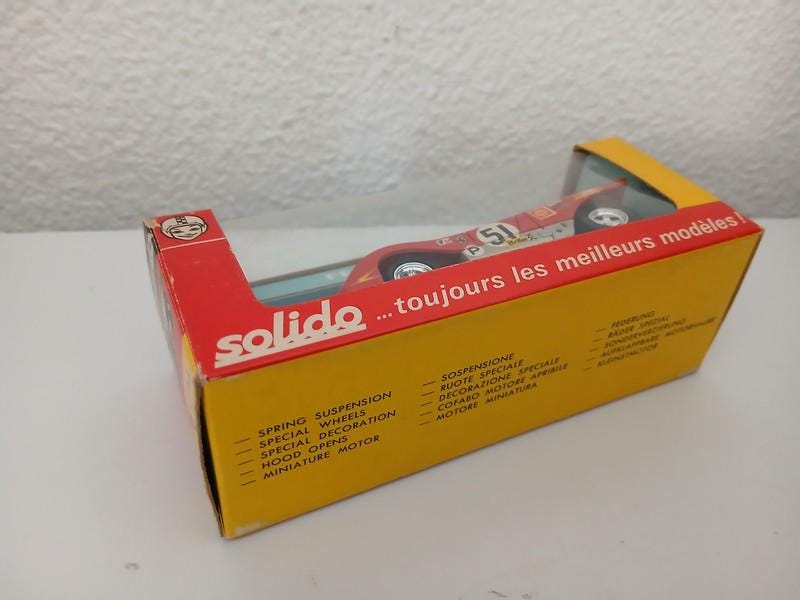 P 51
solido ...toujours les meilleurs modèles!
— SPRING SUSPENSION
— SPECIAL WHEELS
— SPECIAL DECORATION
— HOOD OPENS
— MINIATURE MOTOR
— SOSPENSIONE
— RUOTE SPECIALE
— DECORAZIONE SPECIALE
— COFABO MOTORE APRIBILE
— MOTORE MINIATURA
— FEDERUNG
— RÄDER SPEZIAL
— SONDERVERZIERUNG
— AUFKLAPPBARE MOTORHAUBE
— KLEINSTMOTOR